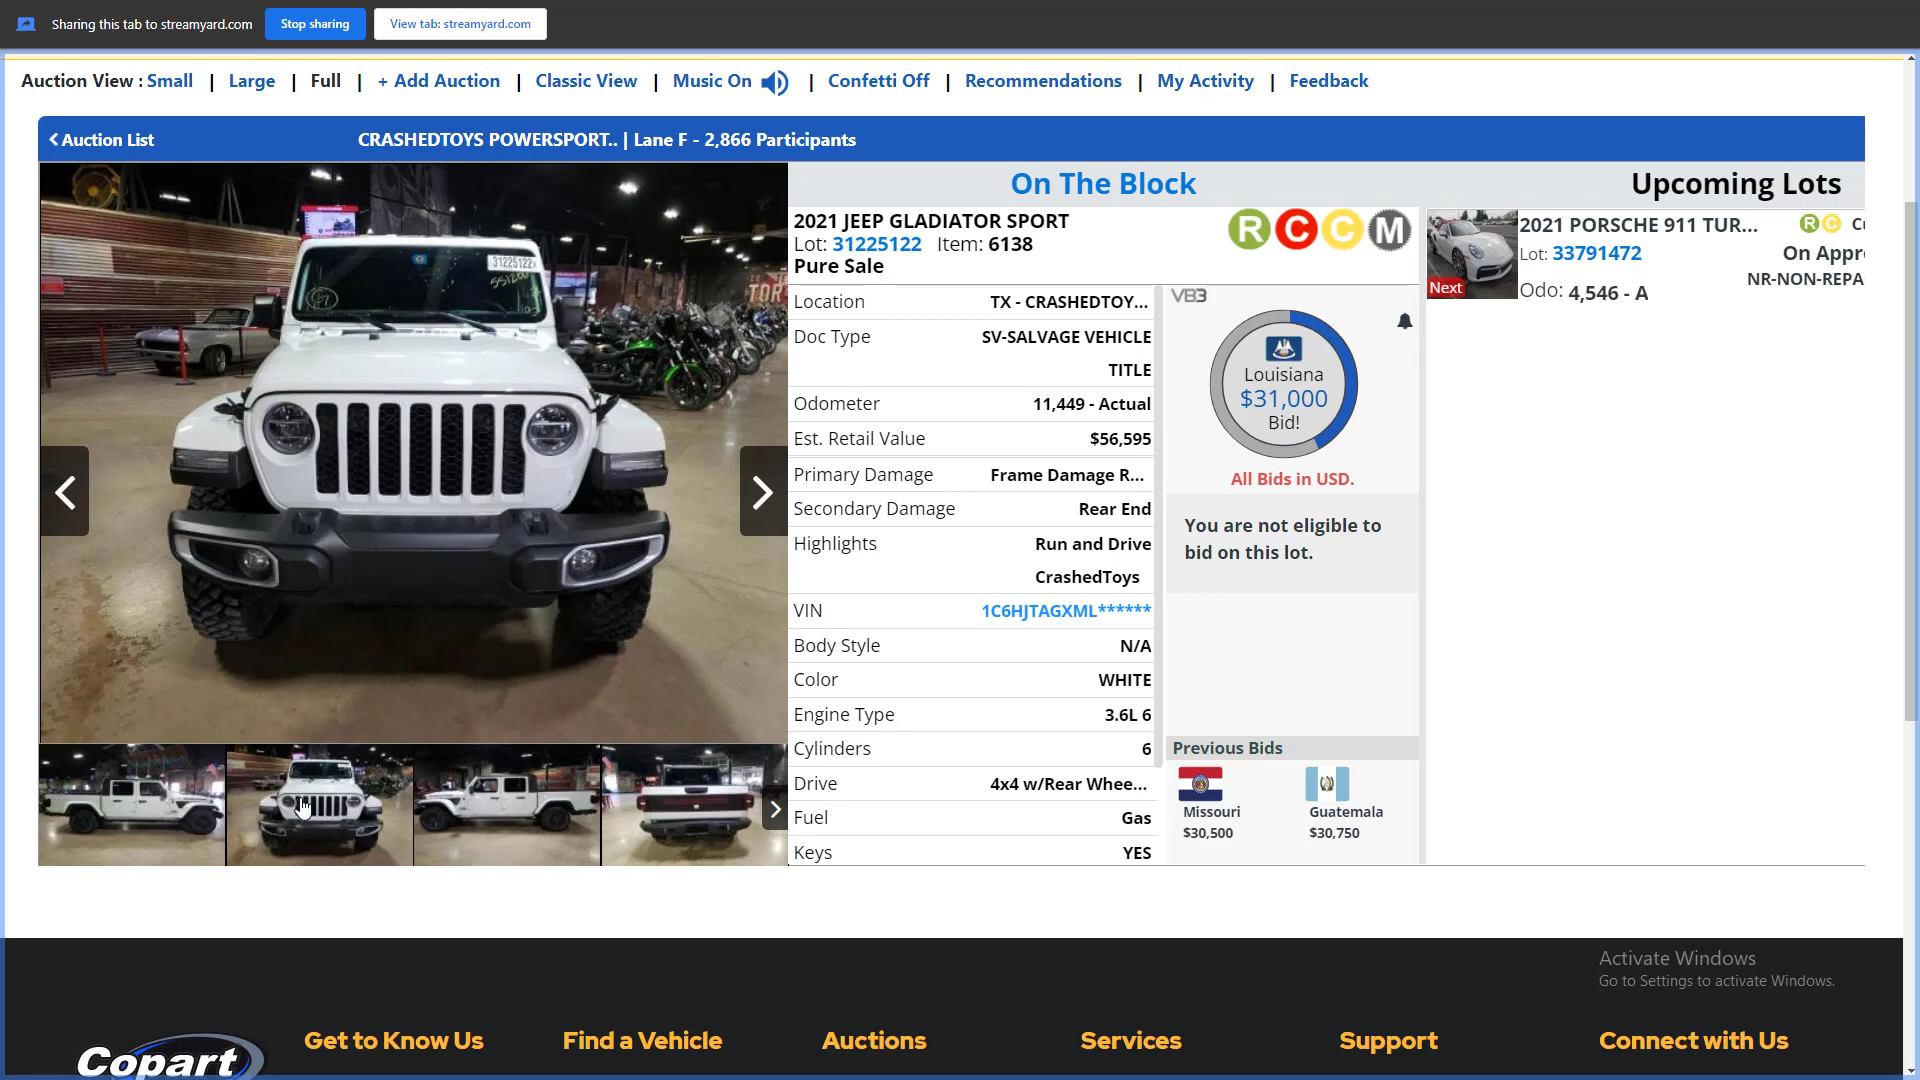 Sharing this tab to streamyard.com
Stop sharing
View tab: streamyard.com
Auction View : Small | Large | Full | + Add Auction | Classic View | Music On | Confetti Off | Recommendations | My Activity | Feedback
Auction List
CRASHEDTOYS POWERSPORT.. | Lane F - 2,866 Participants
On The Block
Upcoming Lots
2021 JEEP GLADIATOR SPORT
Lot: 31225122 Item: 6138
Pure Sale
R C C M
Location TX - CRASHEDTOY...
Doc Type SV-SALVAGE VEHICLE
TITLE
Odometer 11,449 - Actual
Est. Retail Value $56,595
Primary Damage Frame Damage R...
Secondary Damage Rear End
Highlights Run and Drive
CrashedToys
VIN 1C6HJTAGXML******
Body Style N/A
Color WHITE
Engine Type 3.6L 6
Cylinders 6
Drive 4x4 w/Rear Whee...
Fuel Gas
Keys YES
VB3
Louisiana
$31,000
Bid!
All Bids in USD.
You are not eligible to
bid on this lot.
Previous Bids
Missouri
$30,500
Guatemala
$30,750
2021 PORSCHE 911 TUR...
R C
Lot: 33791472
On Appr
NR-NON-REPA
Next
Odo: 4,546 - A
31225122
Activate Windows
Go to Settings to activate Windows.
Copart
Get to Know Us
Find a Vehicle
Auctions
Services
Support
Connect with Us